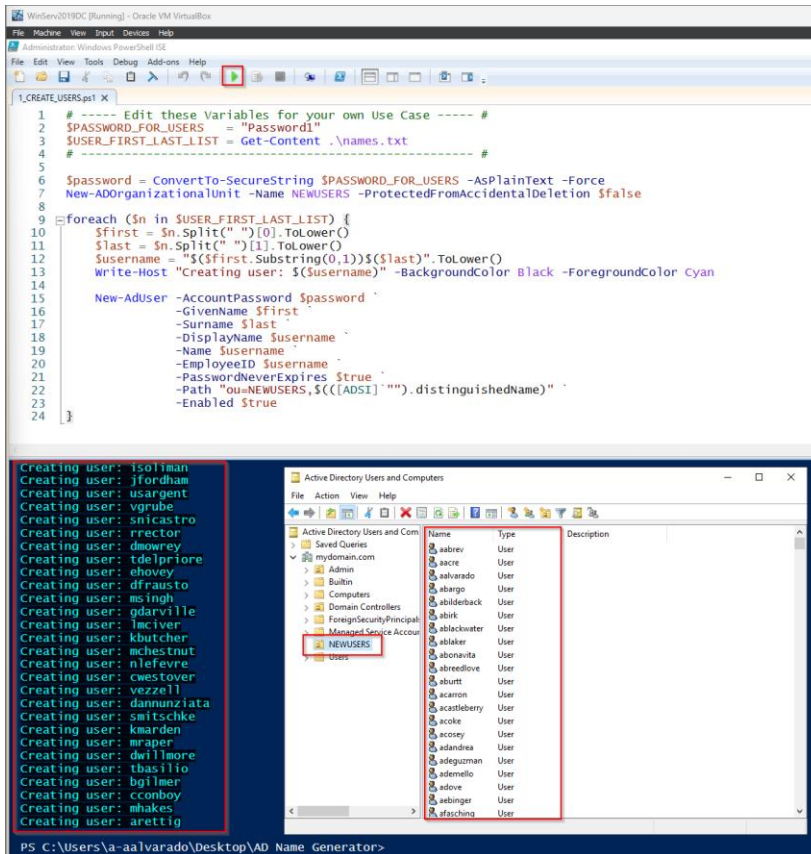 WinServ2019DC [Running] - Oracle VM VirtualBox
File Machine View Input Devices Help
Administrator: Windows PowerShell ISE
File Edit View Tools Debug Add-ons Help
1_CREATE_USERS.ps1 X
1 # ----- Edit these Variables for your own Use Case ----- #
2 $PASSWORD_FOR_USERS = "Password1"
3 $USER_FIRST_LAST_LIST = Get-Content .\names.txt
4 # ------------------------------------------------------ #
5
6 $password = ConvertTo-SecureString $PASSWORD_FOR_USERS -AsPlainText -Force
7 New-ADOrganizationalUnit -Name NEWUSERS -ProtectedFromAccidentalDeletion $false
8
9 foreach ($n in $USER_FIRST_LAST_LIST) {
10 $first = $n.Split(" ")[0].ToLower()
11 $last = $n.Split(" ")[1].ToLower()
12 $username = "$($first.Substring(0,1))$($last)".ToLower()
13 Write-Host "Creating user: $($username)" -BackgroundColor Black -ForegroundColor Cyan
14
15 New-AdUser -AccountPassword $password `
16 -GivenName $first `
17 -Surname $last `
18 -DisplayName $username `
19 -Name $username `
20 -EmployeeID $username `
21 -PasswordNeverExpires $true `
22 -Path "ou=NEWUSERS,$(([ADSI]`"").distinguishedName)" `
23 -Enabled $true
24 }
Creating user: isoliman
Creating user: jfordham
Creating user: usargent
Creating user: vgrube
Creating user: snicastro
Creating user: rrector
Creating user: dmowrey
Creating user: tdelpriore
Creating user: ehovey
Creating user: dfrausto
Creating user: msingh
Creating user: gdarville
Creating user: lmciver
Creating user: kbutcher
Creating user: mchestnut
Creating user: nlefevre
Creating user: cwestover
Creating user: vezzell
Creating user: dannunziata
Creating user: smitschke
Creating user: kmarden
Creating user: mraper
Creating user: dwillmore
Creating user: tbasilio
Creating user: bgilmer
Creating user: cconboy
Creating user: mhakes
Creating user: arettig
PS C:\Users\a-aalvarado\Desktop\AD Name Generator>
Active Directory Users and Computers
File Action View Help
Active Directory Users and Com
Saved Queries
mydomain.com
Admin
Builtin
Computers
Domain Controllers
ForeignSecurityPrincipals
Managed Service Accour
NEWUSERS
Users
Name Type Description
aabrev User
aacre User
aalvarado User
abargo User
abilderback User
abirk User
ablackwater User
ablaker User
abonavita User
abreedlove User
aburtt User
acarron User
acastleberry User
acoke User
acosey User
adandrea User
adeguzman User
ademello User
adove User
aebinger User
afasching User